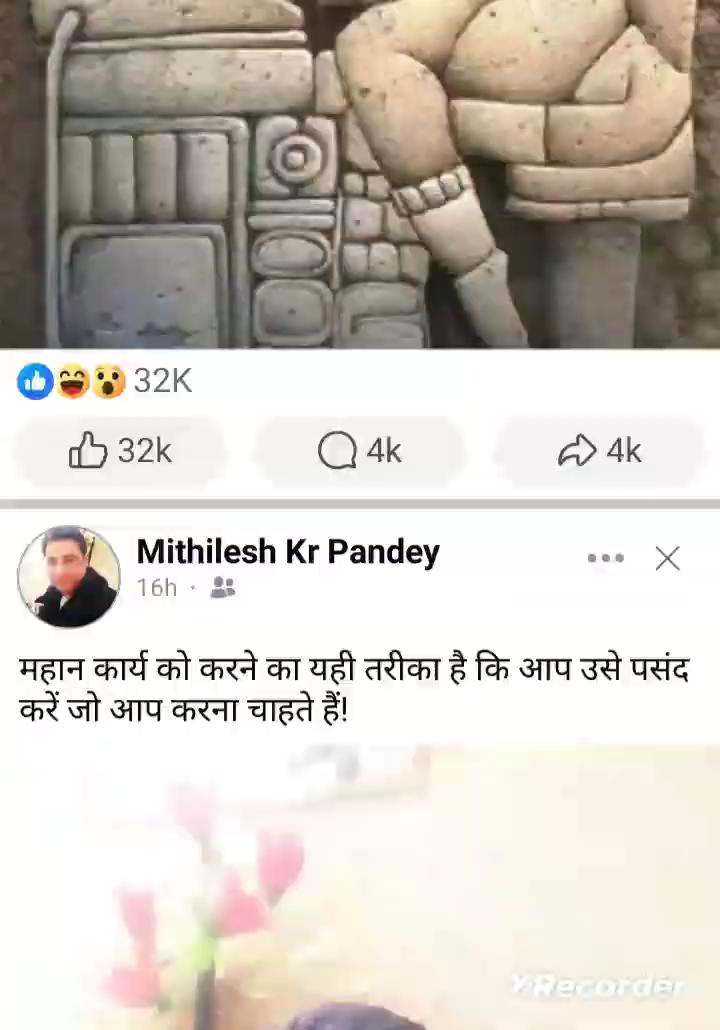 32K
32k
4k
4k
Mithilesh Kr Pandey
16h
महान कार्य को करने का यही तरीका है कि आप उसे पसंद
करें जो आप करना चाहते हैं!
XRecorder